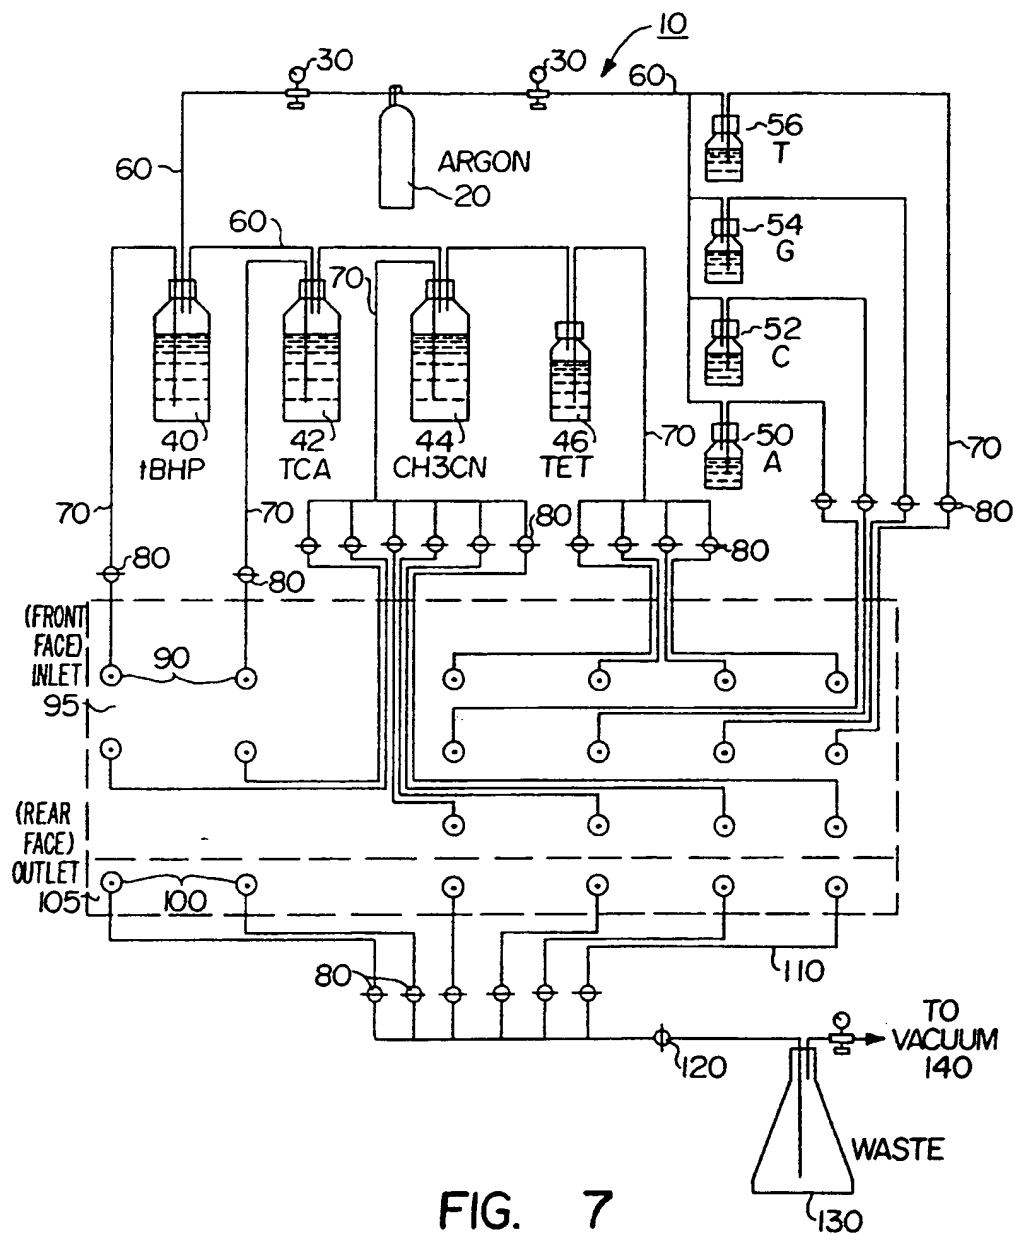 10
30
30
60
56
T
ARGON
20
60
60
54
G
70
52
C
40
tBHP
42
TCA
44
CH3CN
46
TET
70
50
A
70
70
70
80
80
80
80
80
(FRONT
FACE)
INLET
90
95
(REAR
FACE)
OUTLET
105
100
80
110
120
TO
VACUUM
140
WASTE
130
FIG. 7